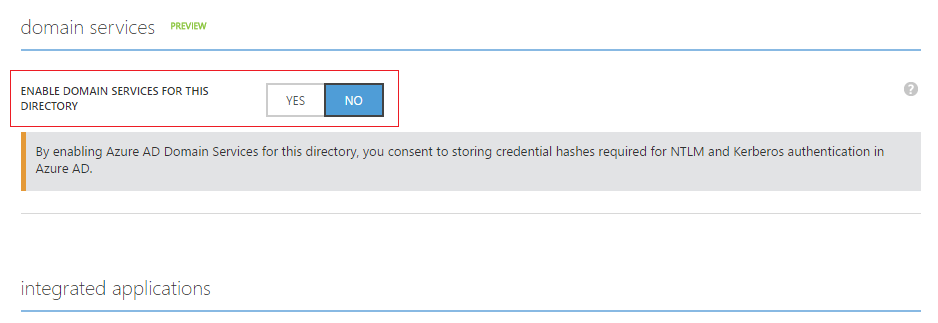 domain services PREVIEW
ENABLE DOMAIN SERVICES FOR THIS
DIRECTORY
YES NO
?
By enabling Azure AD Domain Services for this directory, you consent to storing credential hashes required for NTLM and Kerberos authentication in
Azure AD.
integrated applications